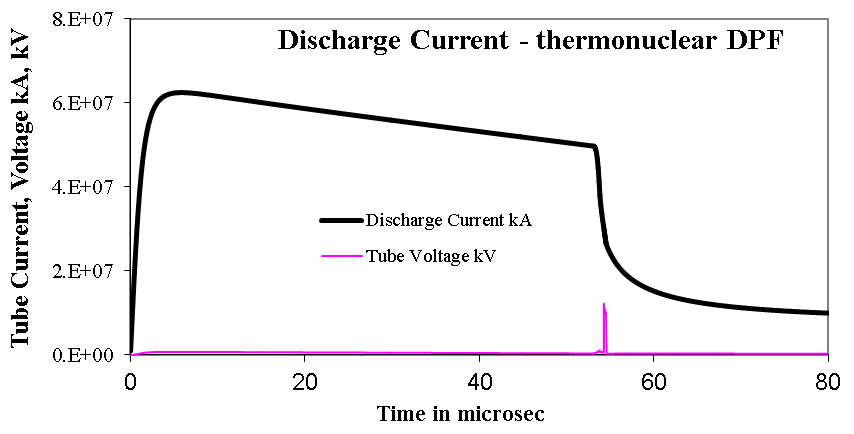 Discharge Current - thermonuclear DPF
Tube Current, Voltage kA, kV
8.E+07
6.E+07
4.E+07
2.E+07
0.E+00
Discharge Current kA
Tube Voltage kV
0 20 40 60 80
Time in microsec